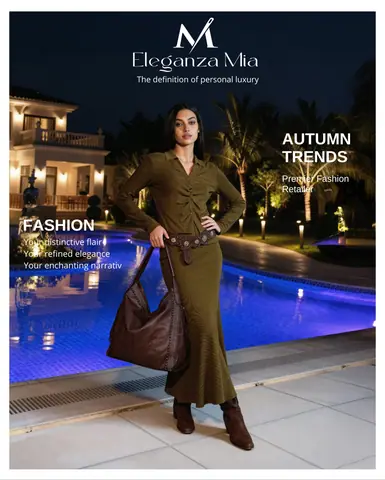 M
Eleganza Mia
The definition of personal luxury
AUTUMN
TRENDS
Premier Fashion
Retailer
FASHION
Your distinctive flair
Your refined elegance
Your enchanting narrativ